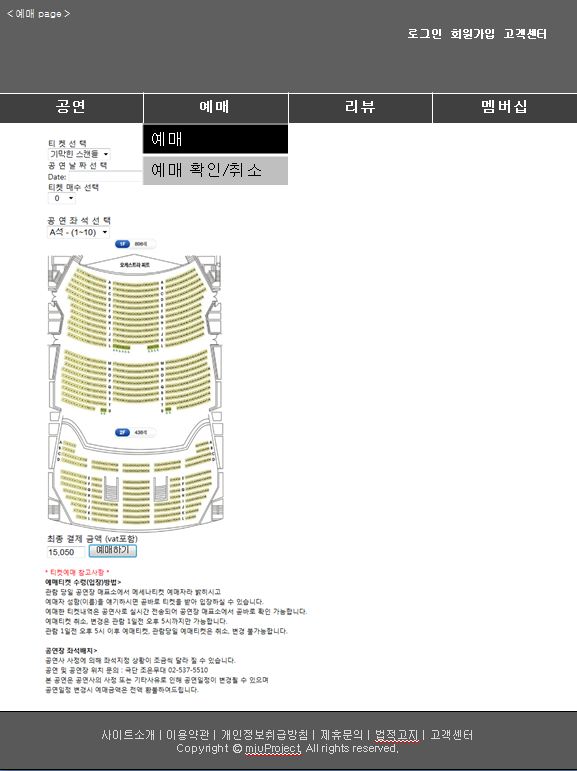 < 예매 page >
로그인 회원가입 고객센터
공연 예매 리뷰 멤버십
예매
예매 확인/취소
티켓 선택
기막힌 스캔들
공연 날짜 선택
Date:
티켓 매수 선택
0
공연 좌석 선택
A석 - (1~10)
1F
오케스트라 피트
2F
최종 결제 금액 (vat포함)
15,050 예매하기
* 티켓예매 참고사항 *
예매티켓 수령(입장)방법>
관람 당일 공연장 매표소에서 메세나티켓 예매자라 밝히시고
예매자 성함(이름)을 얘기하시면 곧바로 티켓을 받아 입장하실 수 있습니다.
예매한 티켓내역은 공연사로 실시간 전송되어 공연장 매표소에서 곧바로 확인 가능합니다.
예매티켓 취소, 변경은 관람 1일전 오후 5시까지만 가능합니다.
관람 1일전 오후 5시 이후 예매티켓, 관람당일 예매티켓은 취소, 변경 불가능합니다.
공연장 좌석배치>
공연사 사정에 의해 좌석지정 상황이 조금씩 달라 질 수 있습니다.
공연 및 공연장 위치 문의 : 극단 조은무대 02-537-5510
본 공연은 공연사의 사정 또는 기타사유로 인해 공연일정이 변경될 수 있으며
공연일정 변경시 예매금액은 전액 환불하여드립니다.
사이트소개 | 이용약관 | 개인정보취급방침 | 제휴문의 | 법정고지 | 고객센터
Copyright © mjuProject. All rights reserved.